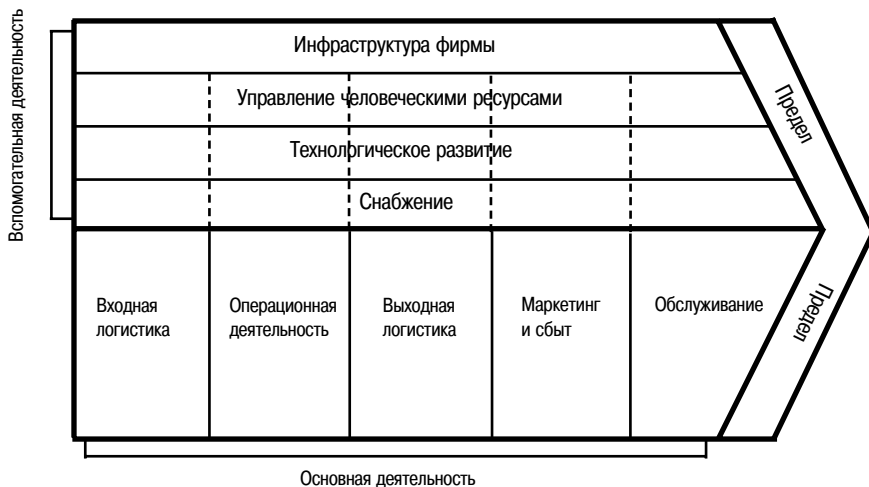 Вспомогательная деятельность
Инфраструктура фирмы
Управление человеческими ресурсами
Технологическое развитие
Снабжение
Предел
Входная
логистика
Операционная
деятельность
Выходная
логистика
Маркетинг
и сбыт
Обслуживание
Предел
Основная деятельность